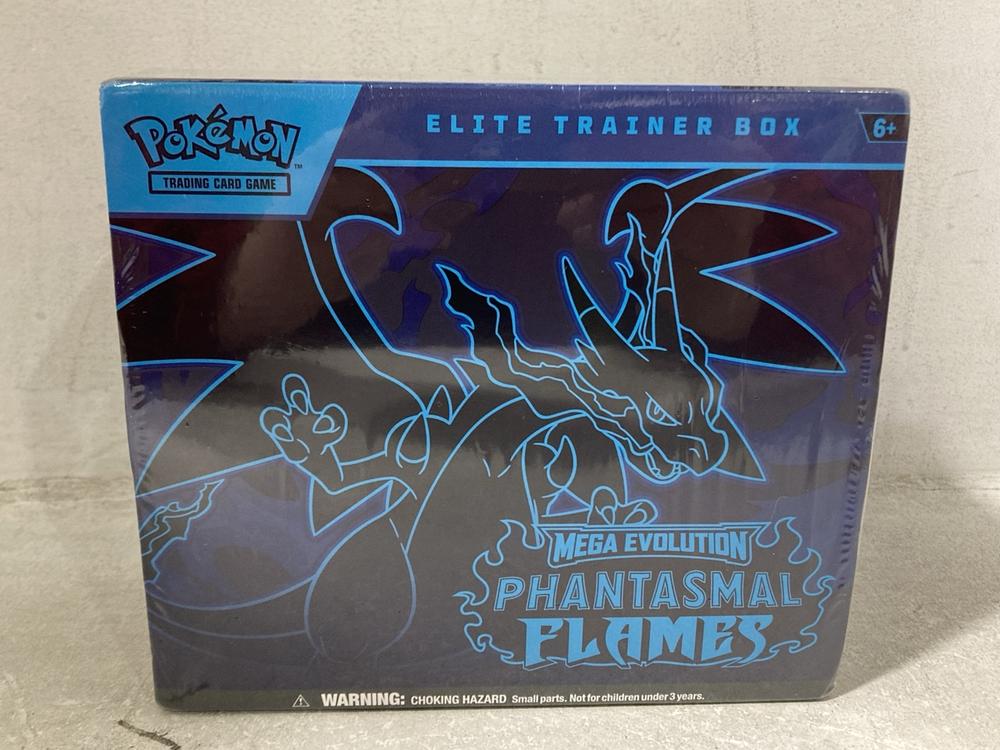 POKéMON
TM
TRADING CARD GAME
ELITE TRAINER BOX
6+
MEGA EVOLUTION
PHANTASMAL
FLAMES
WARNING: CHOKING HAZARD Small parts. Not for children under 3 years.